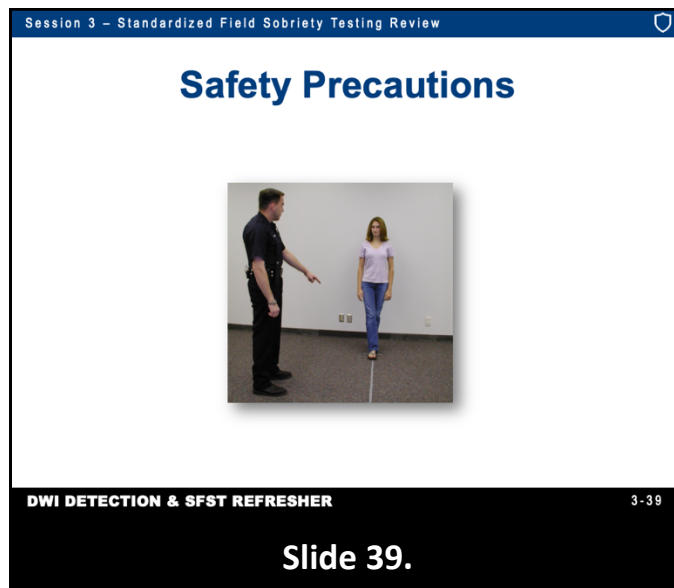 Session 3 – Standardized Field Sobriety Testing Review
Safety Precautions
DWI DETECTION & SFST REFRESHER
3-39
Slide 39.